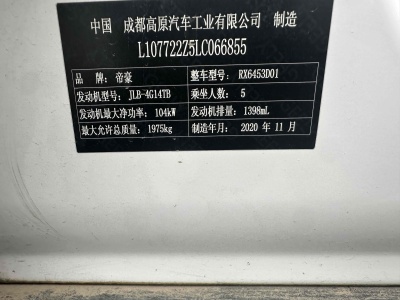 中国 成都高原汽车工业有限公司 制造
L107722Z5LC066855
品牌：帝豪 整车型号：RX6453D01
发动机型号：JLB-4G14TB 乘坐人数：5
发动机最大净功率：104kW 发动机排量：1398mL
最大允许总质量：1975kg 制造年月：2020 年 11 月